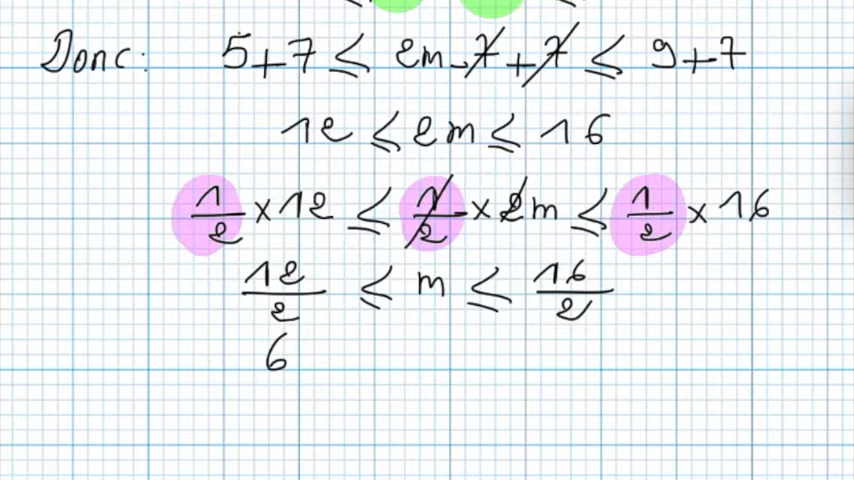 Donc: 5+7 ≤ 2m-7+7 ≤ 9+7
12 ≤ 2m ≤ 16
1/2 × 12 ≤ 1/2 × 2m ≤ 1/2 × 16
12/2 ≤ m ≤ 16/2
6